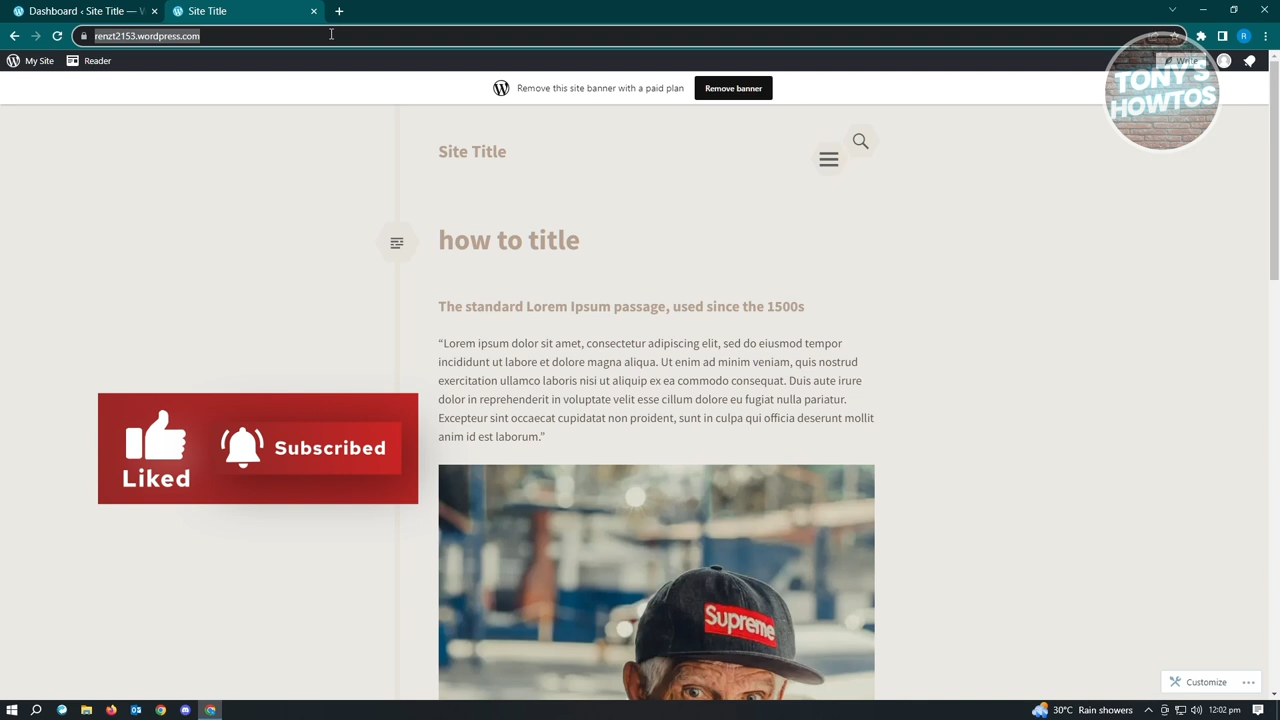 Dashboard ‹ Site Title — V
Site Title
renzt2153.wordpress.com
R
My Site
Reader
Write
TONY'S
HOWTOS
Remove this site banner with a paid plan
Remove banner
Site Title
how to title
The standard Lorem Ipsum passage, used since the 1500s
“Lorem ipsum dolor sit amet, consectetur adipiscing elit, sed do eiusmod tempor
incididunt ut labore et dolore magna aliqua. Ut enim ad minim veniam, quis nostrud
exercitation ullamco laboris nisi ut aliquip ex ea commodo consequat. Duis aute irure
dolor in reprehenderit in voluptate velit esse cillum dolore eu fugiat nulla pariatur.
Excepteur sint occaecat cupidatat non proident, sunt in culpa qui officia deserunt mollit
anim id est laborum.”
Liked
Subscribed
Supreme
Customize
30°C Rain showers
12:02 pm